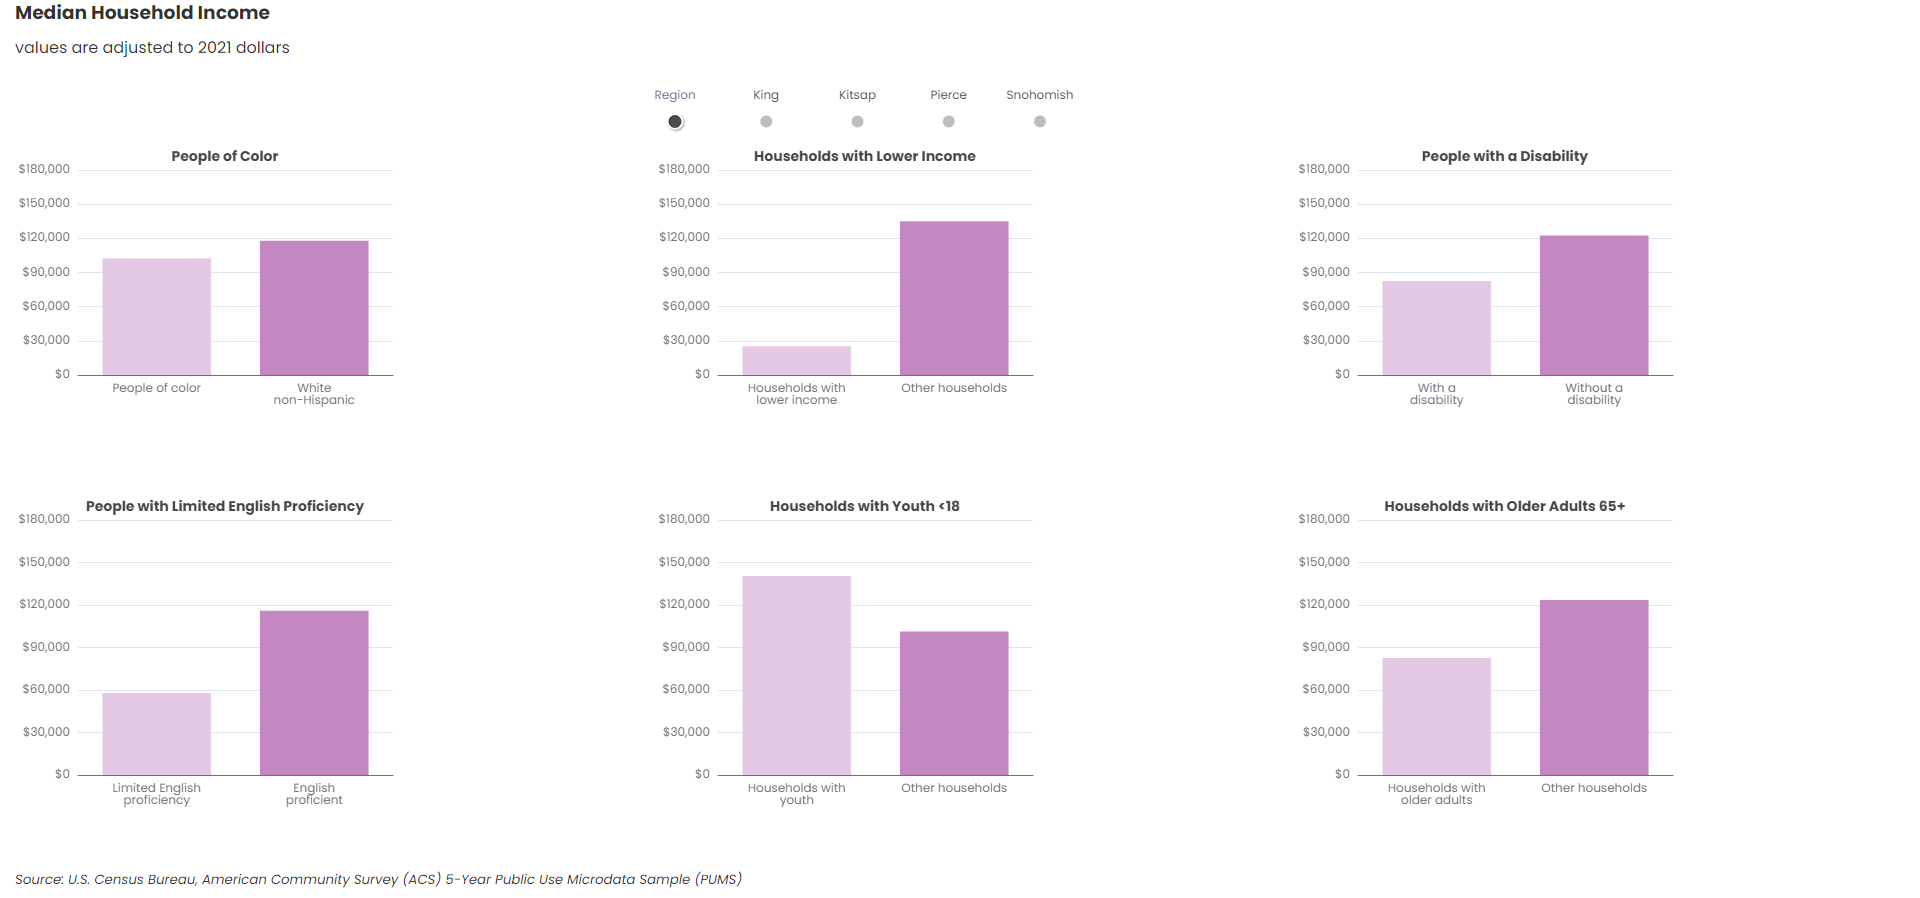 Median Household Income
values are adjusted to 2021 dollars
Region King Kitsap Pierce Snohomish
People of Color
$180,000
$150,000
$120,000
$90,000
$60,000
$30,000
$0
People of color
White
non-Hispanic
Households with Lower Income
$180,000
$150,000
$120,000
$90,000
$60,000
$30,000
$0
Households with
lower income
Other households
People with a Disability
$180,000
$150,000
$120,000
$90,000
$60,000
$30,000
$0
With a
disability
Without a
disability
People with Limited English Proficiency
$180,000
$150,000
$120,000
$90,000
$60,000
$30,000
$0
Limited English
proficiency
English
proficient
Households with Youth <18
$180,000
$150,000
$120,000
$90,000
$60,000
$30,000
$0
Households with
youth
Other households
Households with Older Adults 65+
$180,000
$150,000
$120,000
$90,000
$60,000
$30,000
$0
Households with
older adults
Other households
Source: U.S. Census Bureau, American Community Survey (ACS) 5-Year Public Use Microdata Sample (PUMS)